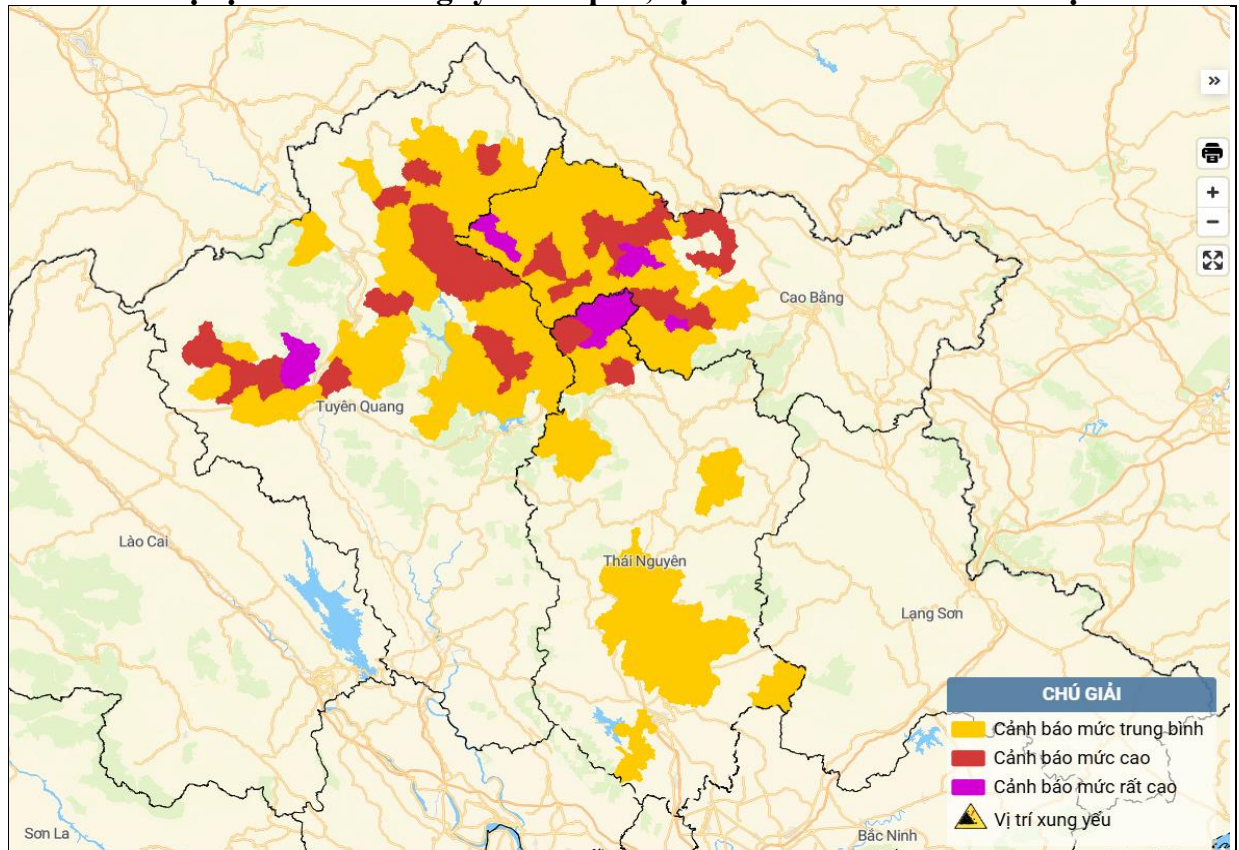 »
+
−
Cao Bằng
Tuyên Quang
Lào Cai
Thái Nguyên
Lạng Sơn
CHÚ GIẢI
Cảnh báo mức trung bình
Cảnh báo mức cao
Cảnh báo mức rất cao
Vị trí xung yếu
Sơn La
Bắc Ninh